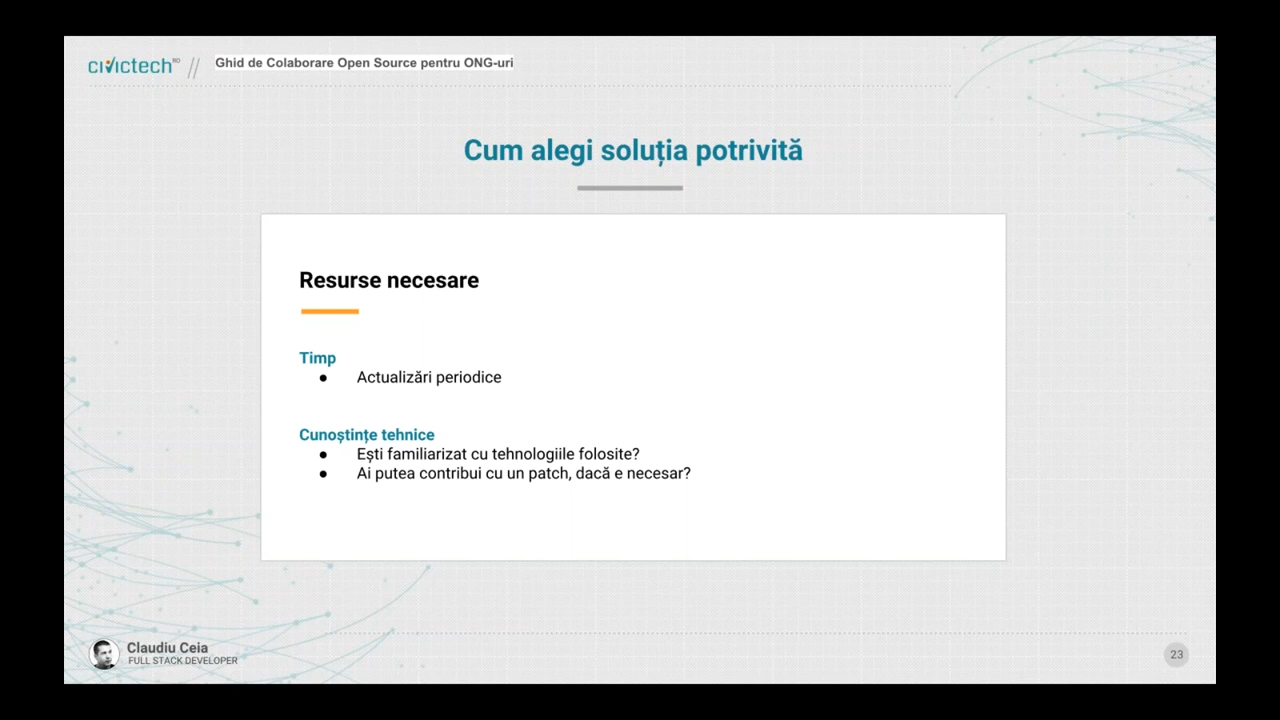 civictech RO // Ghid de Colaborare Open Source pentru ONG-uri
Cum alegi soluția potrivită
Resurse necesare
Timp
● Actualizări periodice
Cunoștințe tehnice
● Ești familiarizat cu tehnologiile folosite?
● Ai putea contribui cu un patch, dacă e necesar?
Claudiu Ceia
FULL STACK DEVELOPER
23